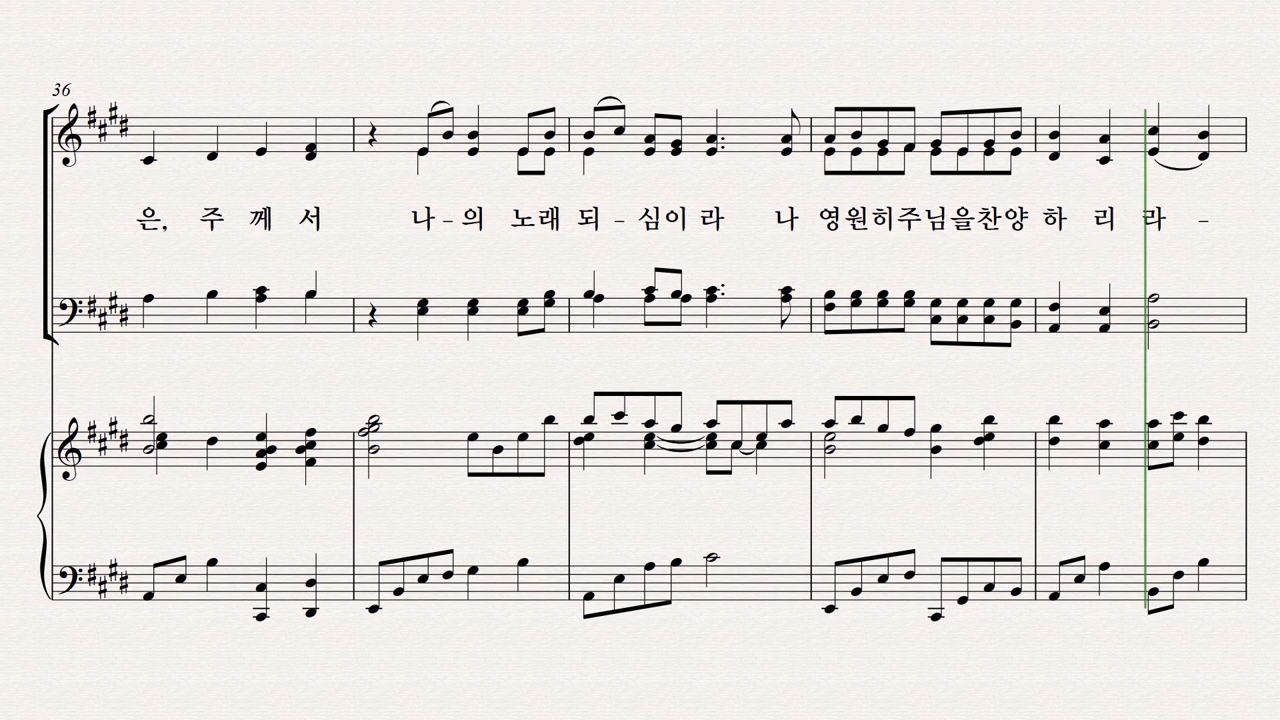 36
은, 주 께 서 나 – 의 노래 되 – 심이 라 나 영원히주님을찬양 하 리 라 –